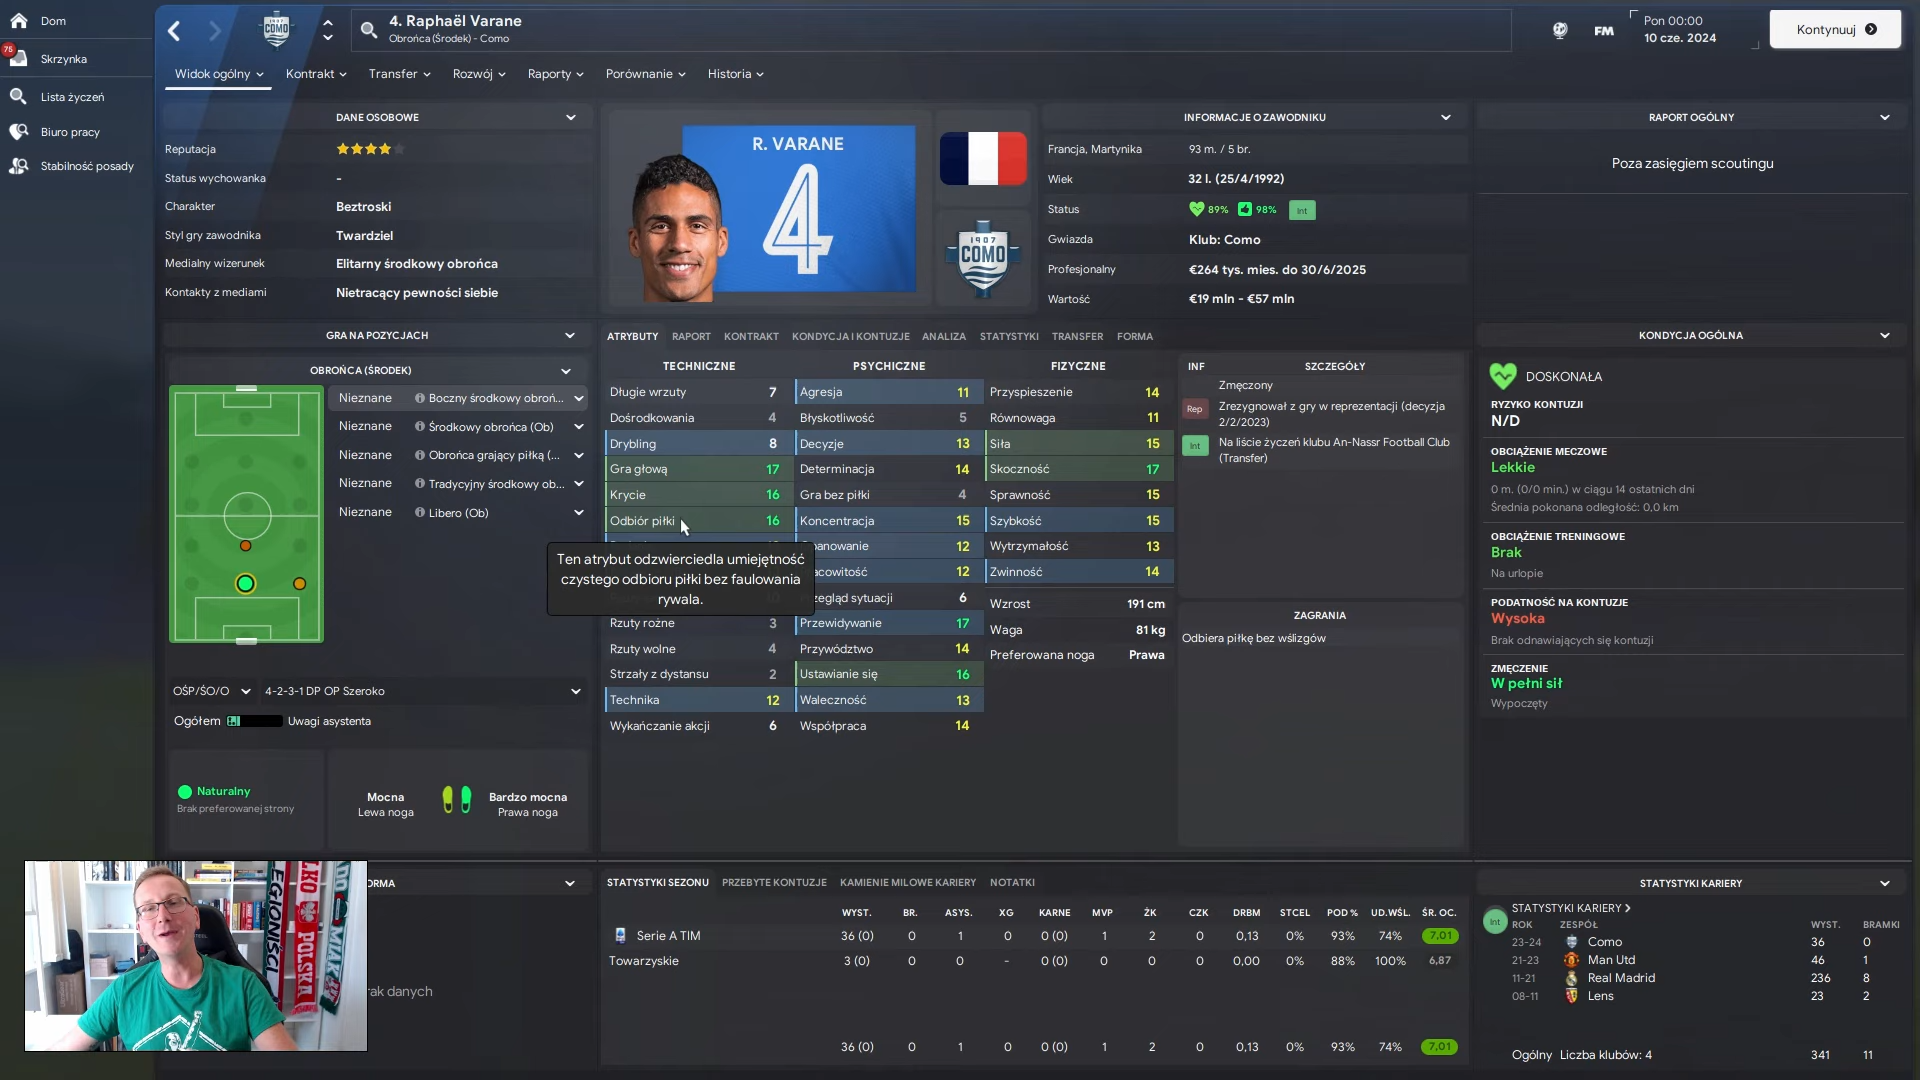 Dom
75
Skrzynka
Lista życzeń
Biuro pracy
Stabilność posady
1907
COMO
4. Raphaël Varane
Obrońca (Środek) - Como
FM
Pon 00:00
10 cze. 2024
Kontynuuj
Widok ogólny
Kontrakt
Transfer
Rozwój
Raporty
Porównanie
Historia
DANE OSOBOWE
Reputacja
Status wychowanka -
Charakter Beztroski
Styl gry zawodnika Twardziel
Medialny wizerunek Elitarny środkowy obrońca
Kontakty z mediami Nietracący pewności siebie
R. VARANE
4
1907
COMO
INFORMACJE O ZAWODNIKU
Francja, Martynika 93 m. / 5 br.
Wiek 32 l. (25/4/1992)
Status 89% 98% Int
Gwiazda Klub: Como
Profesjonalny €264 tys. mies. do 30/6/2025
Wartość €19 mln - €57 mln
RAPORT OGÓLNY
Poza zasięgiem scoutingu
GRA NA POZYCJACH
OBROŃCA (ŚRODEK)
Nieznane Boczny środkowy obroń...
Nieznane Środkowy obrońca (Ob)
Nieznane Obrońca grający piłką (...
Nieznane Tradycyjny środkowy ob...
Nieznane Libero (Ob)
OŚP/ŚO/O 4-2-3-1 DP OP Szeroko
Ogółem Uwagi asystenta
Naturalny
Brak preferowanej strony
Mocna
Lewa noga
Bardzo mocna
Prawa noga
ATRYBUTY RAPORT KONTRAKT KONDYCJA I KONTUZJE ANALIZA STATYSTYKI TRANSFER FORMA
TECHNICZNE
Długie wrzuty 7
Dośrodkowania 4
Drybling 8
Gra głową 17
Krycie 16
Odbiór piłki 16
Ten atrybut odzwierciedla umiejętność
czystego odbioru piłki bez faulowania
rywala.
Rzuty rożne 3
Rzuty wolne 4
Strzały z dystansu 2
Technika 12
Wykańczanie akcji 6
PSYCHICZNE
Agresja 11
Błyskotliwość 5
Decyzje 13
Determinacja 14
Gra bez piłki 4
Koncentracja 15
panowanie 12
acowitość 12
egląd sytuacji 6
Przewidywanie 17
Przywództwo 14
Ustawianie się 16
Waleczność 13
Współpraca 14
FIZYCZNE
Przyspieszenie 14
Równowaga 11
Siła 15
Skoczność 17
Sprawność 15
Szybkość 15
Wytrzymałość 13
Zwinność 14
Wzrost 191 cm
Waga 81 kg
Preferowana noga Prawa
INF SZCZEGÓŁY
Zmęczony
Rep Zrezygnował z gry w reprezentacji (decyzja
2/2/2023)
Int Na liście życzeń klubu An-Nassr Football Club
(Transfer)
ZAGRANIA
Odbiera piłkę bez wślizgów
KONDYCJA OGÓLNA
DOSKONAŁA
RYZYKO KONTUZJI
N/D
OBCIĄŻENIE MECZOWE
Lekkie
0 m. (0/0 min.) w ciągu 14 ostatnich dni
Średnia pokonana odległość: 0,0 km
OBCIĄŻENIE TRENINGOWE
Brak
Na urlopie
PODATNOŚĆ NA KONTUZJE
Wysoka
Brak odnawiających się kontuzji
ZMĘCZENIE
W pełni sił
Wypoczęty
ORMA
ak danych
LEGIONIŚCI
POLSKA
STATYSTYKI SEZONU PRZEBYTE KONTUZJE KAMIENIE MILOWE KARIERY NOTATKI
WYST. BR. ASYS. XG KARNE MVP ŻK CZK DRBM STCEL POD % UD.WŚL. ŚR. OC.
Serie A TIM 36 (0) 0 1 0 0 (0) 1 2 0 0,13 0% 93% 74% 7,01
Towarzyskie 3 (0) 0 0 - 0 (0) 0 0 0 0,00 0% 88% 100% 6,87
36 (0) 0 1 0 0 (0) 1 2 0 0,13 0% 93% 74% 7,01
STATYSTYKI KARIERY
Int STATYSTYKI KARIERY
ROK ZESPÓŁ WYST. BRAMKI
23-24 Como 36 0
21-23 Man Utd 46 1
11-21 Real Madrid 236 8
08-11 Lens 23 2
Ogólny Liczba klubów: 4 341 11